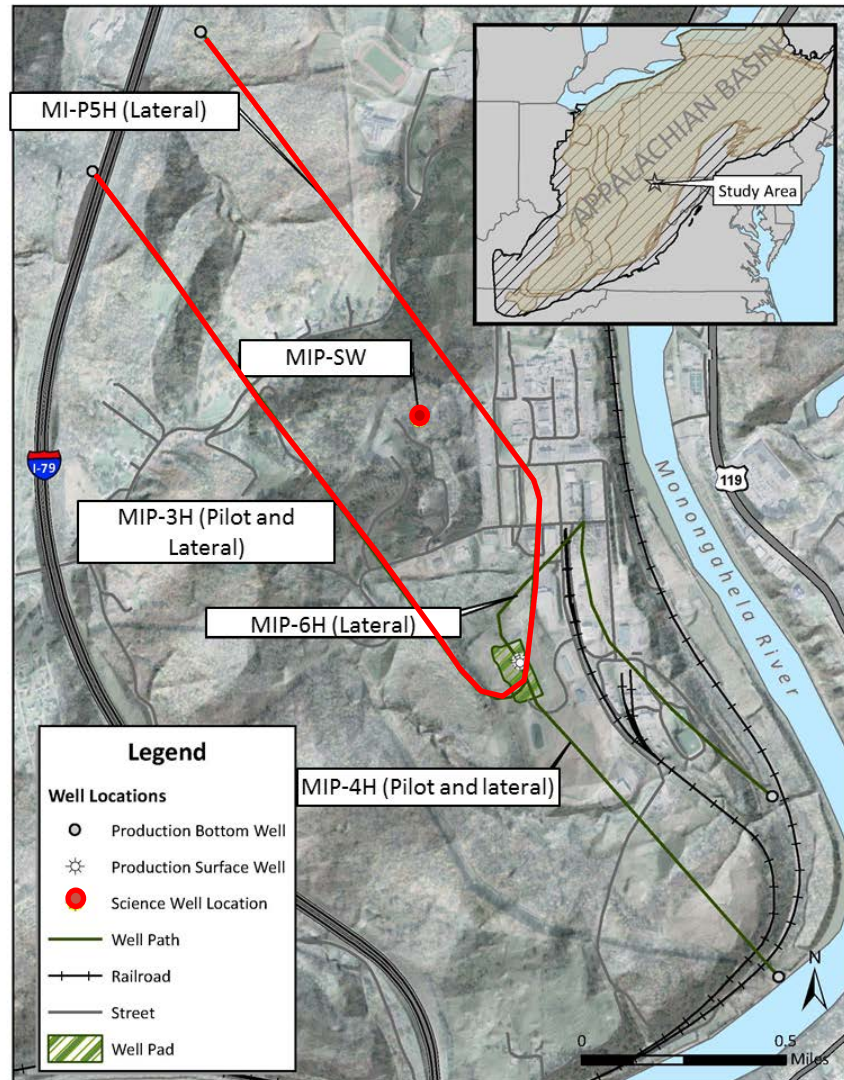 MI-P5H (Lateral)
APPALACHIAN BASIN
Study Area
MIP-SW
I-79
119
Monongahela River
MIP-3H (Pilot and
Lateral)
MIP-6H (Lateral)
MIP-4H (Pilot and lateral)
Legend
Well Locations
Production Bottom Well
Production Surface Well
Science Well Location
Well Path
Railroad
Street
Well Pad
N
0
0.5
Miles